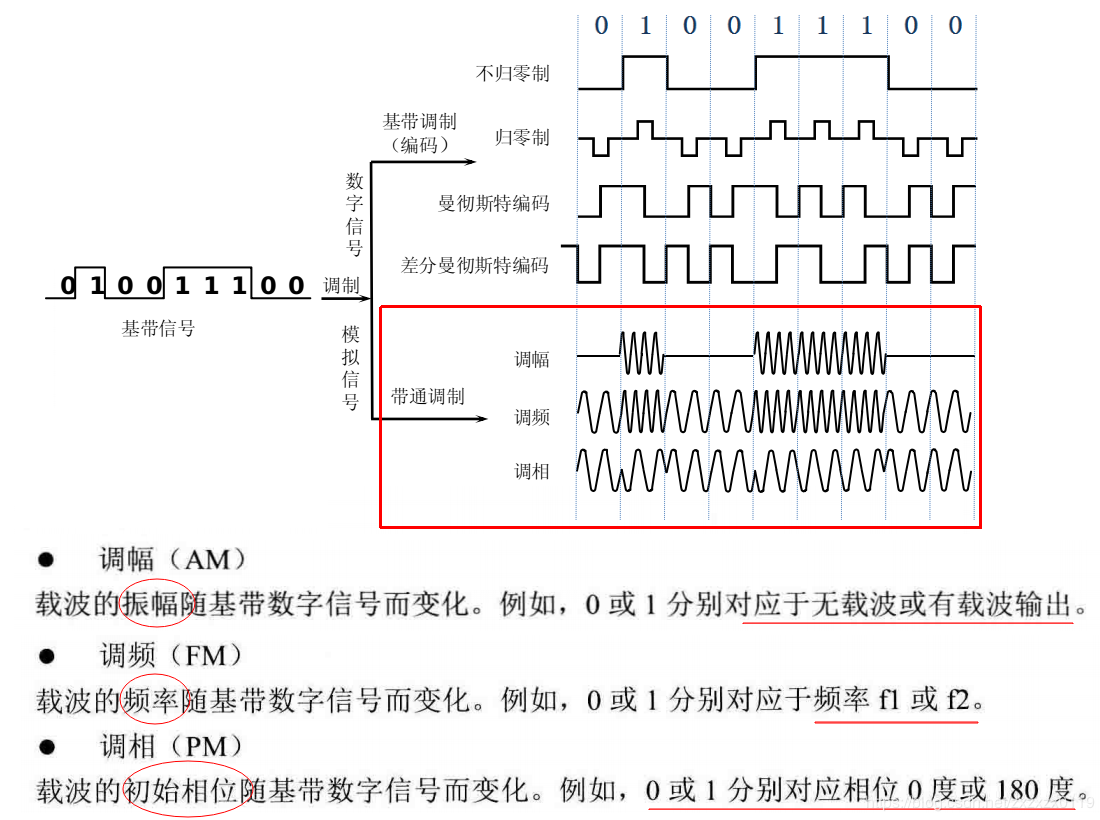 0 1 0 0 1 1 1 0 0
不归零制
基带调制
（编码）
归零制
数字信号
曼彻斯特编码
差分曼彻斯特编码
0 1 0 0 1 1 1 0 0
调制
基带信号
模拟信号
调幅
带通调制
调频
调相
● 调幅（AM）
载波的振幅随基带数字信号而变化。例如，0 或 1 分别对应于无载波或有载波输出。
● 调频（FM）
载波的频率随基带数字信号而变化。例如，0 或 1 分别对应于频率 f1 或 f2。
● 调相（PM）
载波的初始相位随基带数字信号而变化。例如，0 或 1 分别对应相位 0 度或 180 度。